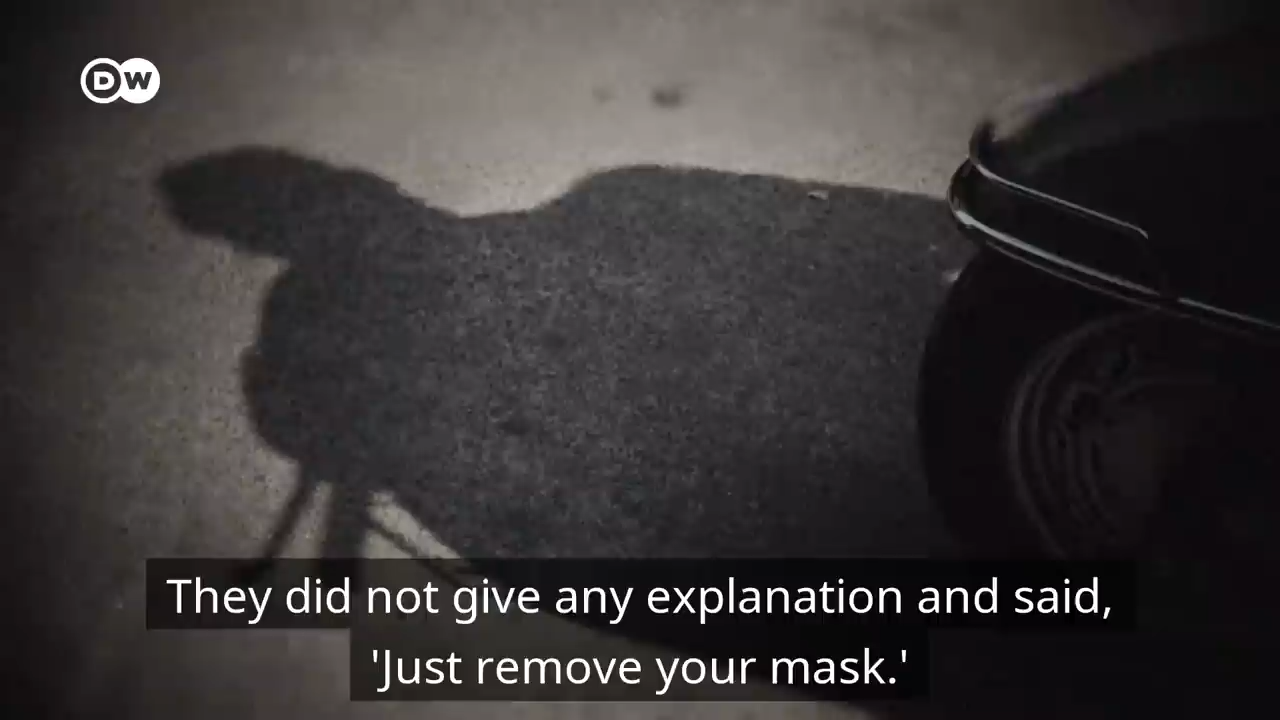 DW
They did not give any explanation and said,
'Just remove your mask.'